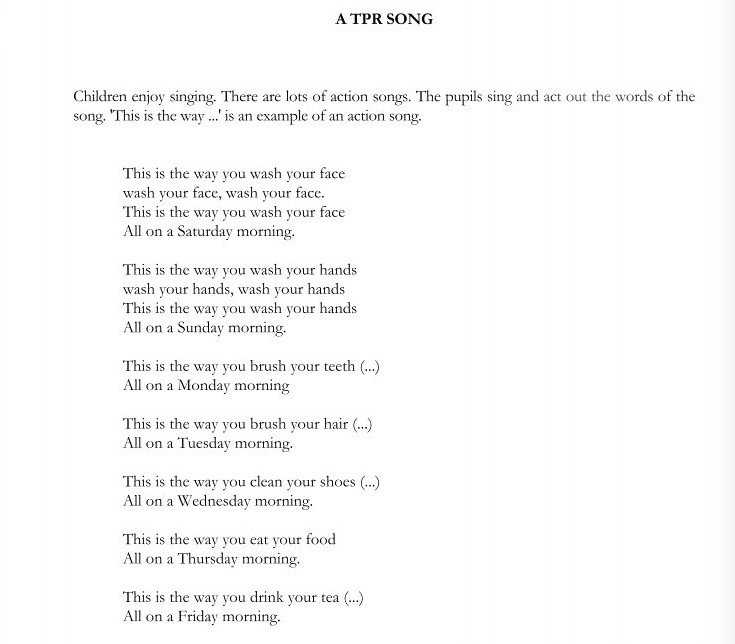 A TPR SONG
Children enjoy singing. There are lots of action songs. The pupils sing and act out the words of the
song. 'This is the way ...' is an example of an action song.
This is the way you wash your face
wash your face, wash your face.
This is the way you wash your face
All on a Saturday morning.
This is the way you wash your hands
wash your hands, wash your hands
This is the way you wash your hands
All on a Sunday morning.
This is the way you brush your teeth (...)
All on a Monday morning
This is the way you brush your hair (...)
All on a Tuesday morning.
This is the way you clean your shoes (...)
All on a Wednesday morning.
This is the way you eat your food
All on a Thursday morning.
This is the way you drink your tea (...)
All on a Friday morning.